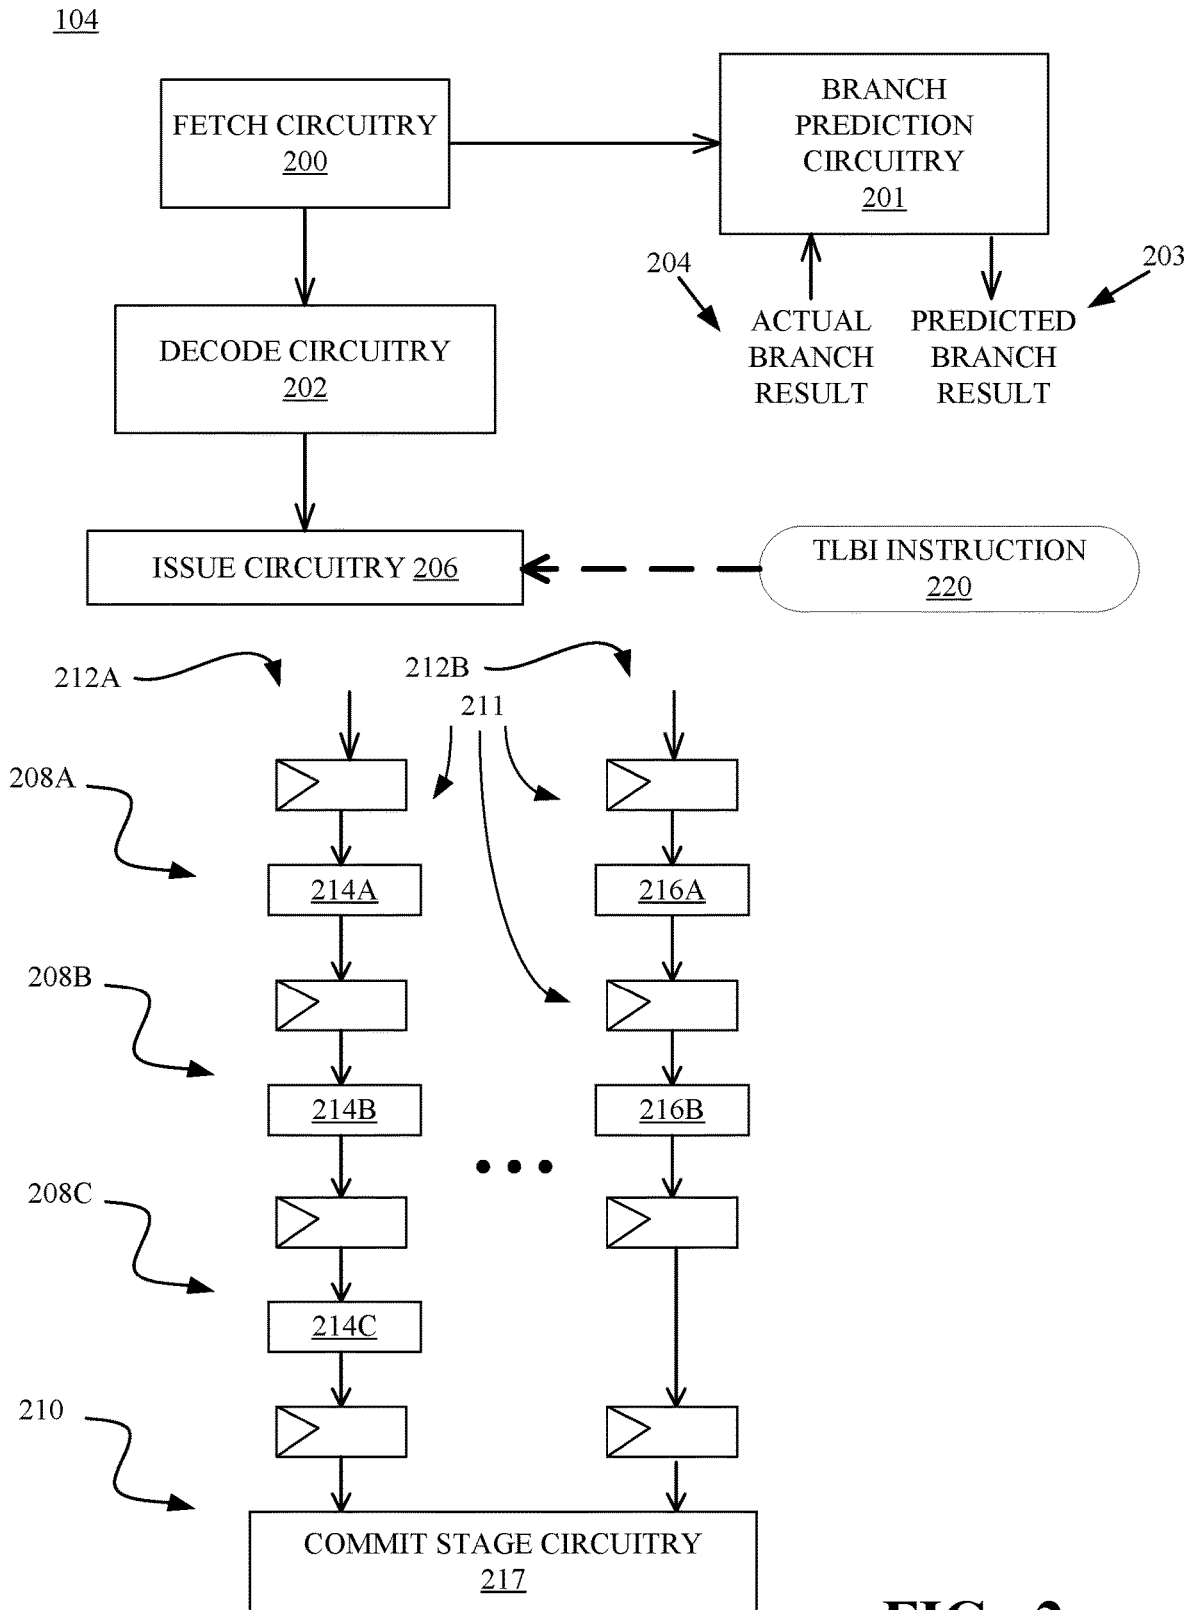 104
FETCH CIRCUITRY
200
BRANCH
PREDICTION
CIRCUITRY
201
204
203
ACTUAL
BRANCH
RESULT
PREDICTED
BRANCH
RESULT
DECODE CIRCUITRY
202
ISSUE CIRCUITRY 206
TLBI INSTRUCTION
220
212A
212B
211
208A
214A
216A
208B
214B
216B
208C
214C
210
COMMIT STAGE CIRCUITRY
217